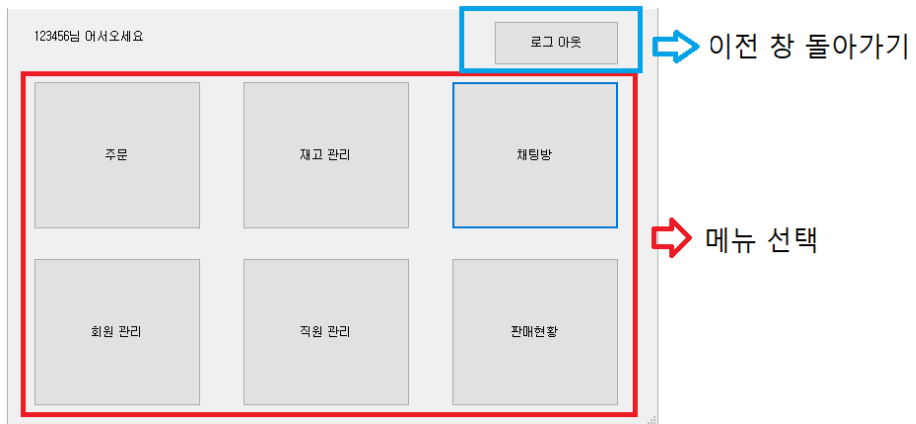 123456님 어서오세요
로그 아웃
이전 창 돌아가기
주문
재고 관리
채팅방
메뉴 선택
회원 관리
직원 관리
판매현황